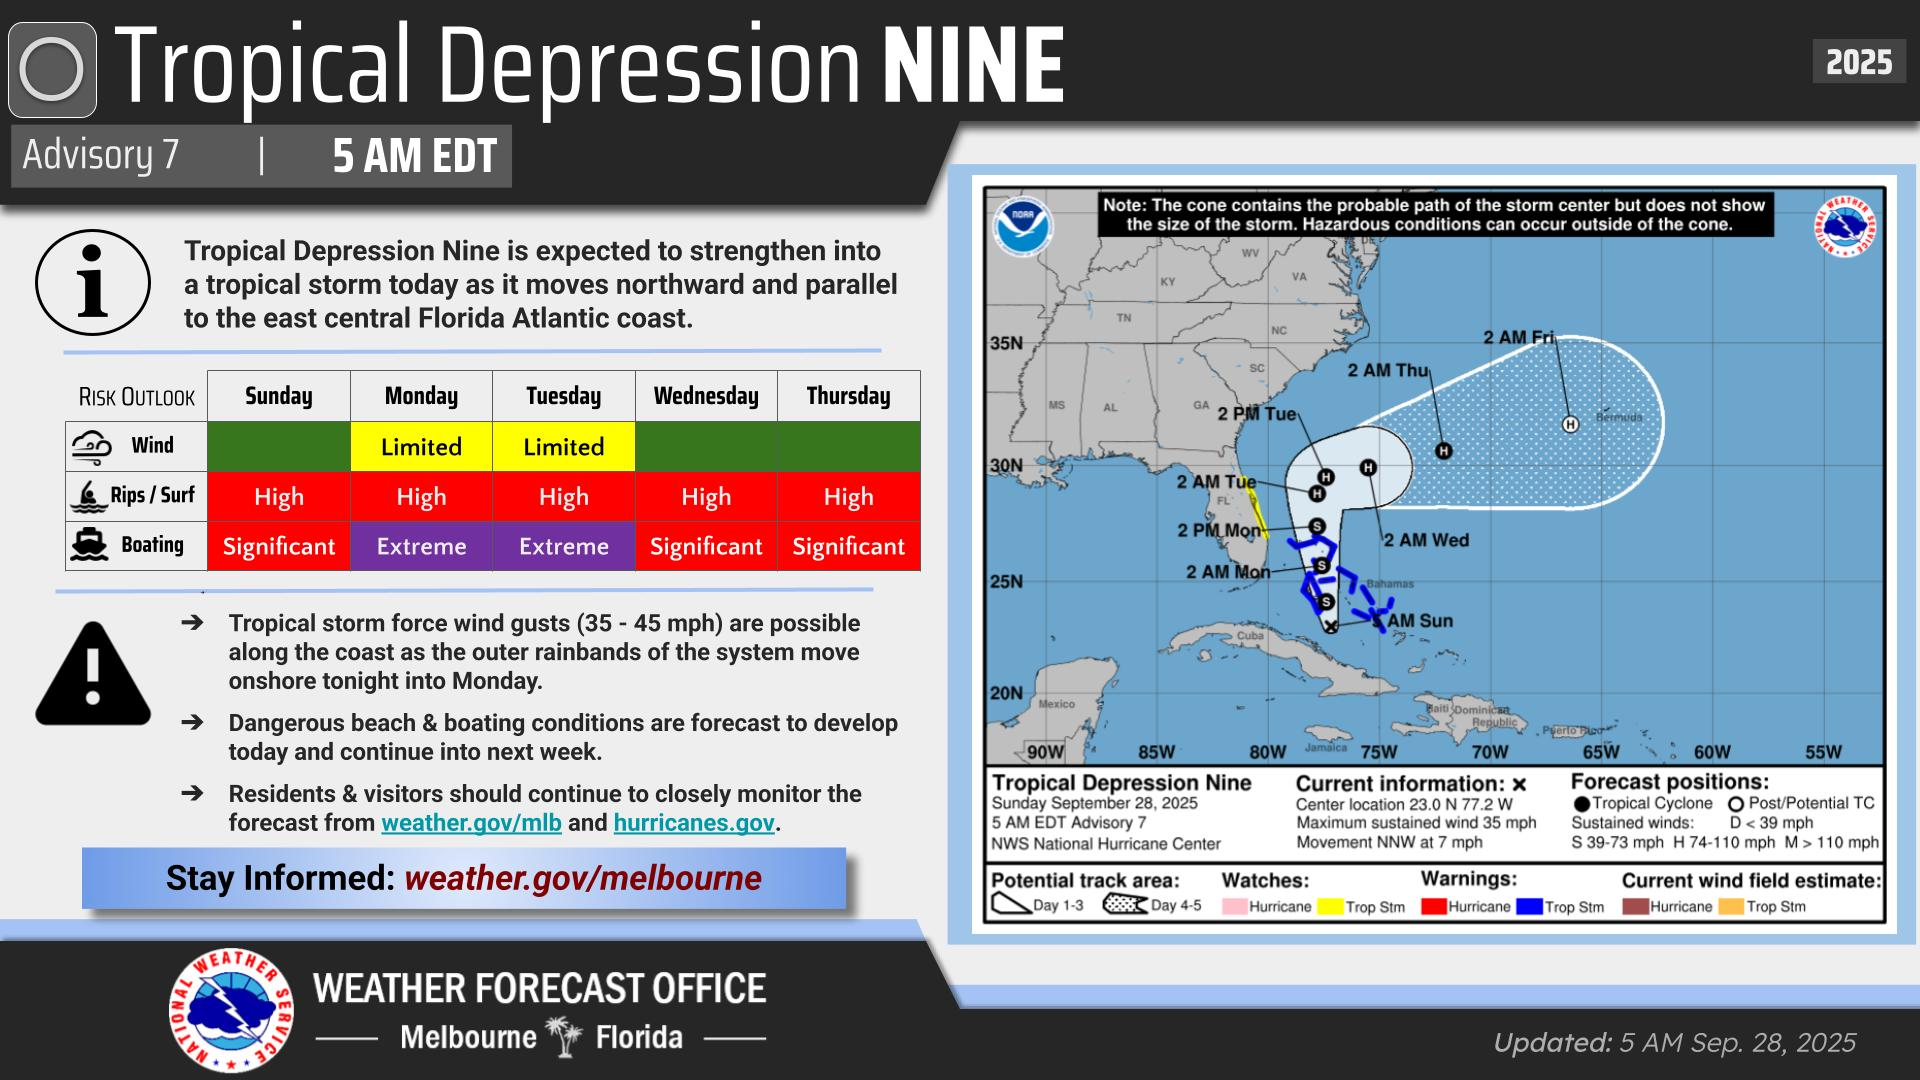 Tropical Depression NINE
2025
Advisory 7 | 5 AM EDT
Tropical Depression Nine is expected to strengthen into
a tropical storm today as it moves northward and parallel
to the east central Florida Atlantic coast.
RISK OUTLOOK Sunday Monday Tuesday Wednesday Thursday
Wind Limited Limited
Rips / Surf High High High High High
Boating Significant Extreme Extreme Significant Significant
➔ Tropical storm force wind gusts (35 - 45 mph) are possible
along the coast as the outer rainbands of the system move
onshore tonight into Monday.
➔ Dangerous beach & boating conditions are forecast to develop
today and continue into next week.
➔ Residents & visitors should continue to closely monitor the
forecast from weather.gov/mlb and hurricanes.gov.
Stay Informed: weather.gov/melbourne
NATIONAL WEATHER SERVICE
WEATHER FORECAST OFFICE
Melbourne Florida
Note: The cone contains the probable path of the storm center but does not show
the size of the storm. Hazardous conditions can occur outside of the cone.
NOAA
NATIONAL WEATHER SERVICE
DE
WV
VA
KY
TN
NC
SC
MS
AL
GA
FL
35N
30N
25N
20N
2 AM Fri
2 AM Thu
2 PM Tue
2 AM Tue
2 PM Mon
2 AM Wed
2 AM Mon
AM Sun
H
H
H
H
H
S
S
S
Bermuda
Bahamas
Cuba
Mexico
Haiti
Dominican
Republic
Puerto Rico
Jamaica
90W 85W 80W 75W 70W 65W 60W 55W
Tropical Depression Nine
Sunday September 28, 2025
5 AM EDT Advisory 7
NWS National Hurricane Center
Current information: ✖
Center location 23.0 N 77.2 W
Maximum sustained wind 35 mph
Movement NNW at 7 mph
Forecast positions:
Tropical Cyclone Post/Potential TC
Sustained winds: D < 39 mph
S 39-73 mph H 74-110 mph M > 110 mph
Potential track area:
Day 1-3 Day 4-5
Watches:
Hurricane Trop Stm
Warnings:
Hurricane Trop Stm
Current wind field estimate:
Hurricane Trop Stm
Updated: 5 AM Sep. 28, 2025